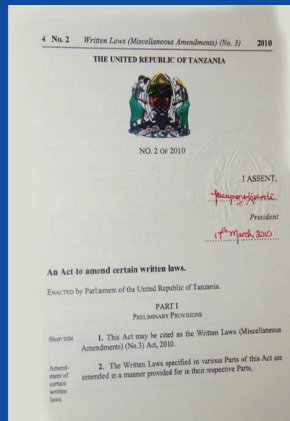 4 No. 2 Written Laws (Miscellaneous Amendments) (No. 3) 2010
THE UNITED REPUBLIC OF TANZANIA
NO. 2 OF 2010
I ASSENT,
President
17th March, 2010
An Act to amend certain written laws.
ENACTED by Parliament of the United Republic of Tanzania.
PART I
PRELIMINARY PROVISIONS
Short title
1. This Act may be cited as the Written Laws (Miscellaneous
Amendments) (No.3) Act, 2010.
Amend-
ment of
certain
written
laws
2. The Written Laws specified in various Parts of this Act are
amended in a manner provided for in their respective Parts.